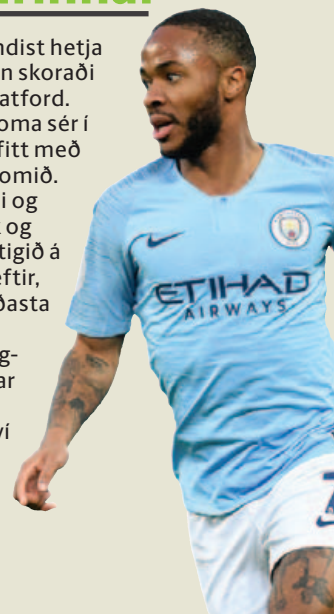 ndist hetja
n skoraði
atford.
oma sér í
fitt með
omið.
i og
og
tigið á
eftir,
ðasta
g-
ar
ví
ETIHAD
AIRWAYS